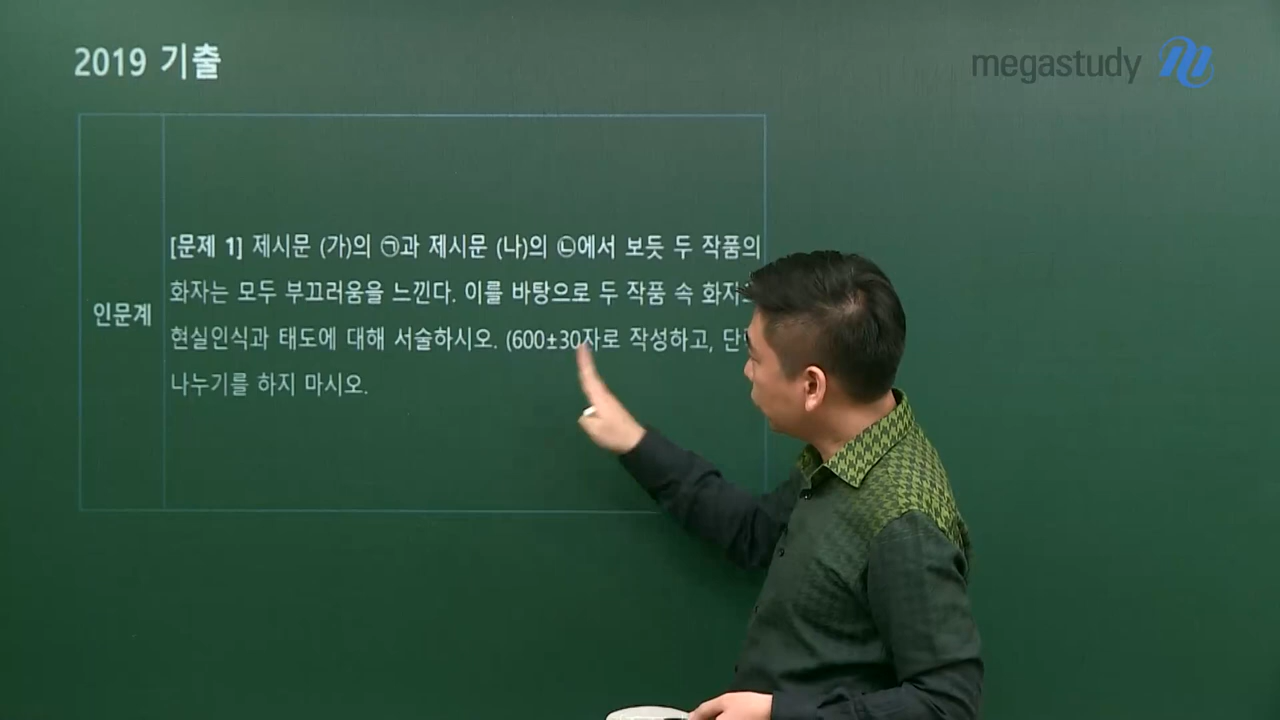 2019 기출
megastudy
인문계
[문제 1] 제시문 (가)의 ㉠과 제시문 (나)의 ㉡에서 보듯 두 작품의
화자는 모두 부끄러움을 느낀다. 이를 바탕으로 두 작품 속
현실인식과 태도에 대해 서술하시오. (600±30자로 작성하고,
나누기를 하지 마시오.